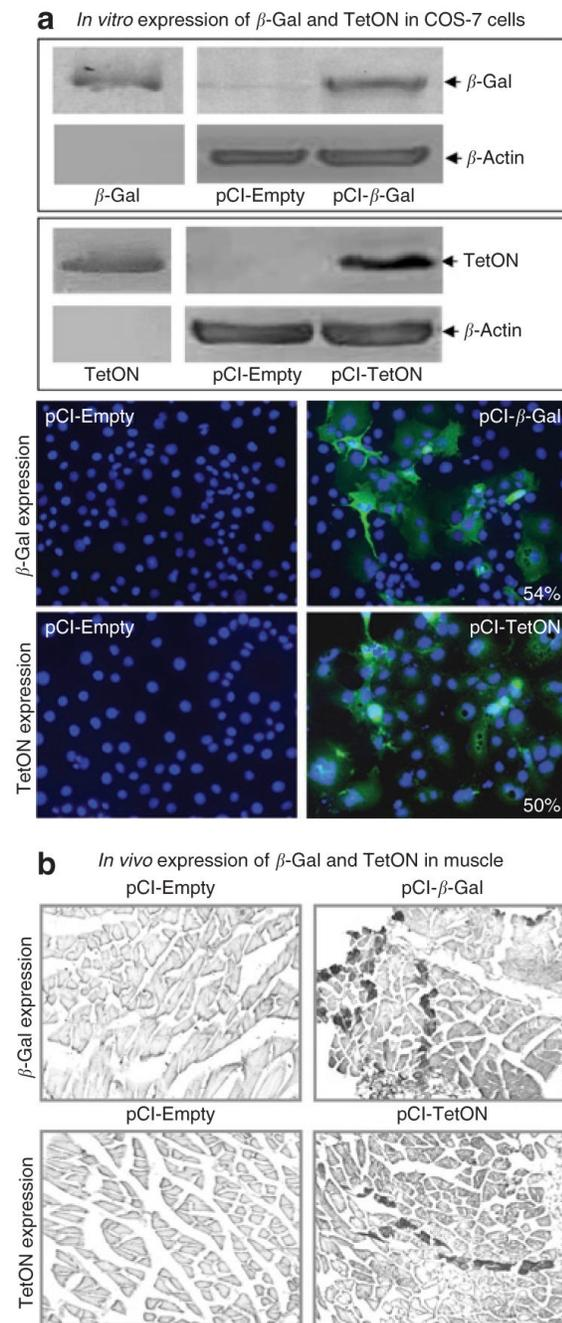 a In vitro expression of β-Gal and TetON in COS-7 cells
β-Gal
β-Actin
β-Gal pCI-Empty pCI-β-Gal
TetON
β-Actin
TetON pCI-Empty pCI-TetON
β-Gal expression
pCI-Empty
pCI-β-Gal
54%
TetON expression
pCI-Empty
pCI-TetON
50%
b In vivo expression of β-Gal and TetON in muscle
pCI-Empty pCI-β-Gal
β-Gal expression
pCI-Empty pCI-TetON
TetON expression